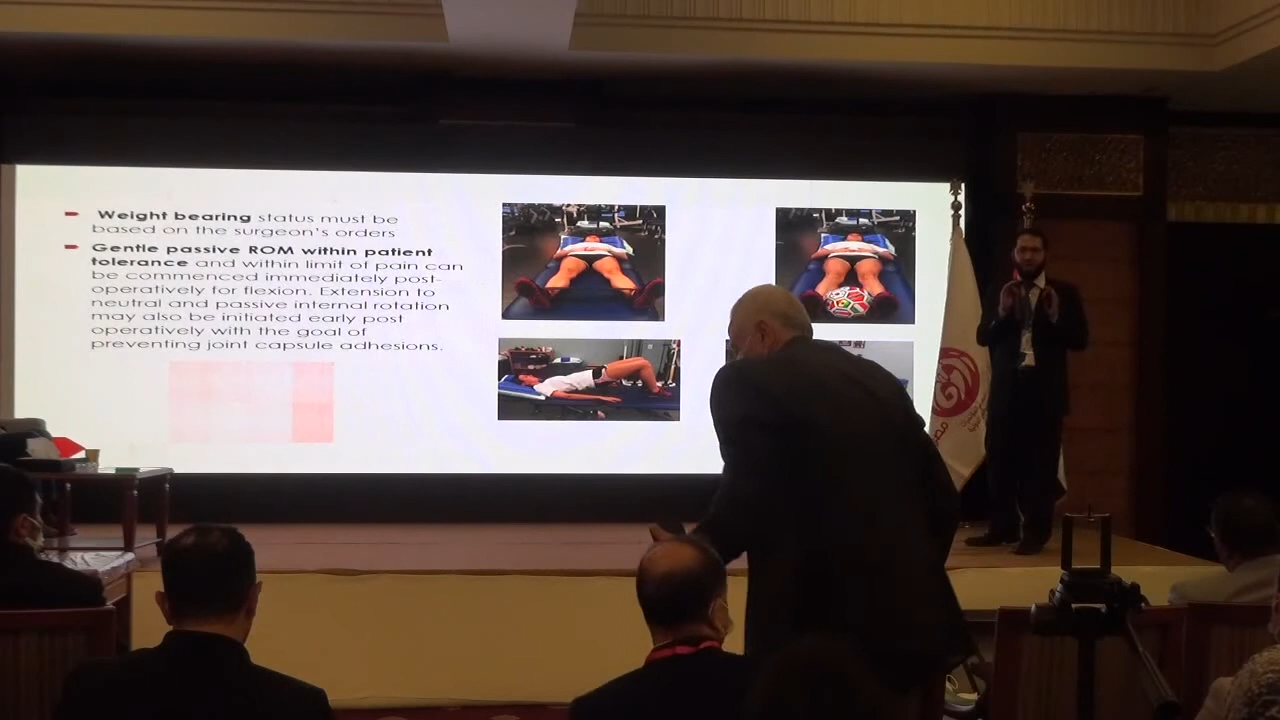 Weight bearing status must be
based on the surgeon's orders
Gentle passive ROM within patient
tolerance and within limit of pain can
be commenced immediately post-
operatively for flexion. Extension to
neutral and passive internal rotation
may also be initiated early post
operatively with the goal of
preventing joint capsule adhesions.